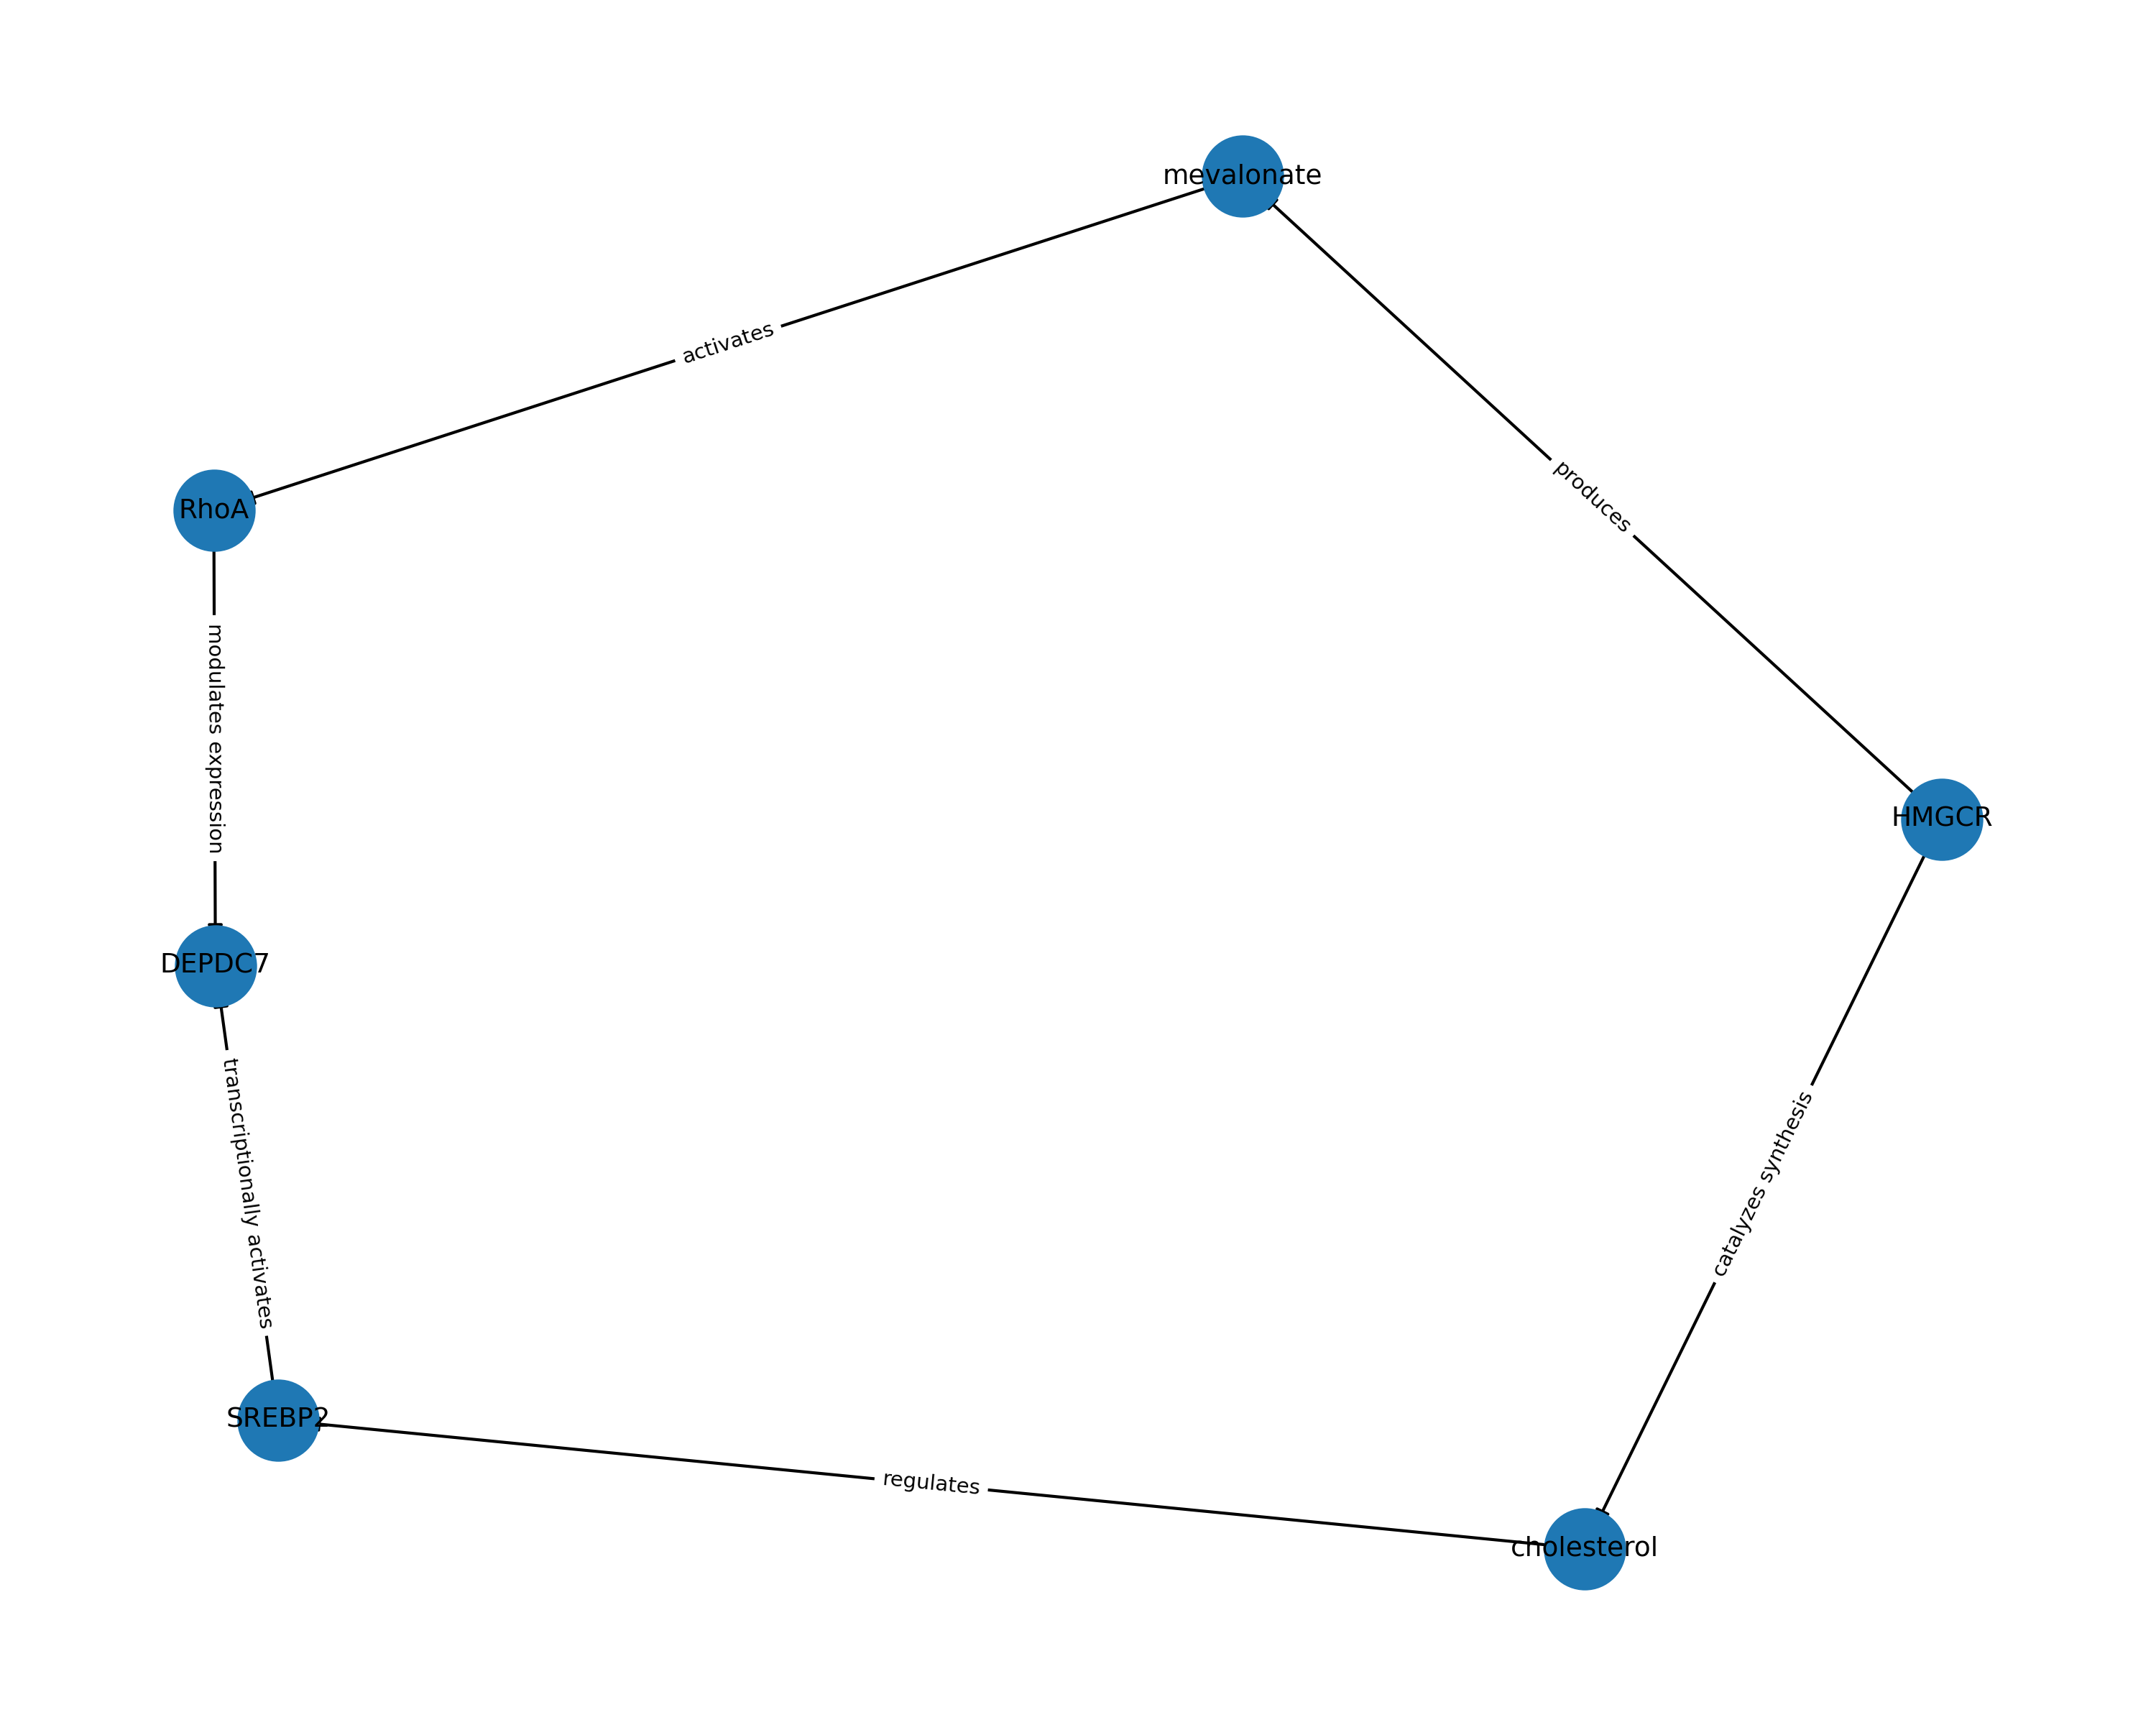 mevalonate
activates
produces
RhoA
modulates expression
HMGCR
DEPDC7
transcriptionally activates
catalyzes synthesis
SREBP2
regulates
cholesterol